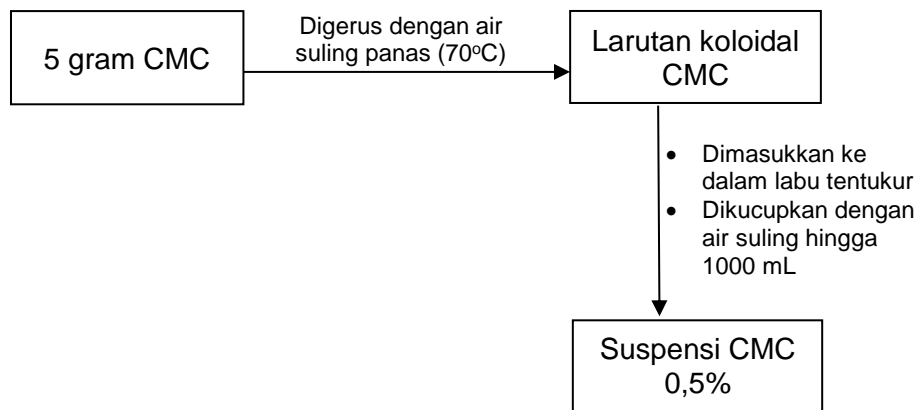 5 gram CMC
Digerus dengan air
suling panas (70°C)
Larutan koloidal
CMC
• Dimasukkan ke
dalam labu tentukur
• Dikucupkan dengan
air suling hingga
1000 mL
Suspensi CMC
0,5%